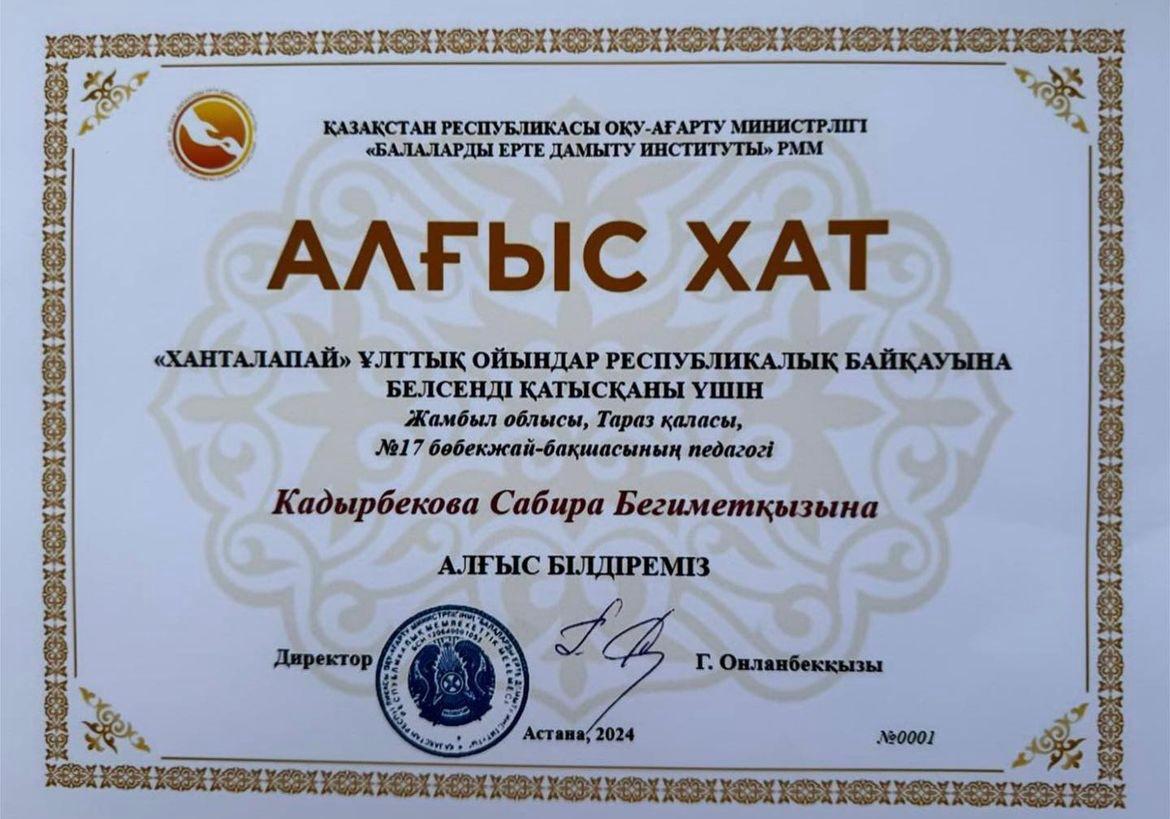 ҚАЗАҚСТАН РЕСПУБЛИКАСЫ ОҚУ-АҒАРТУ МИНИСТРЛІГІ
«БАЛАЛАРДЫ ЕРТЕ ДАМЫТУ ИНСТИТУТЫ» РММ
АЛҒЫС ХАТ
«ХАНТАЛАПАЙ» ҰЛТТЫҚ ОЙЫНДАР РЕСПУБЛИКАЛЫҚ БАЙҚАУЫНА
БЕЛСЕНДІ ҚАТЫСҚАНЫ ҮШІН
Жамбыл облысы, Тараз қаласы,
№17 бөбекжай-бақшасының педагогі
Кадырбекова Сабира Бегиметқызына
АЛҒЫС БІЛДІРЕМІЗ
Директор
Г. Онланбекқызы
Астана, 2024
№0001